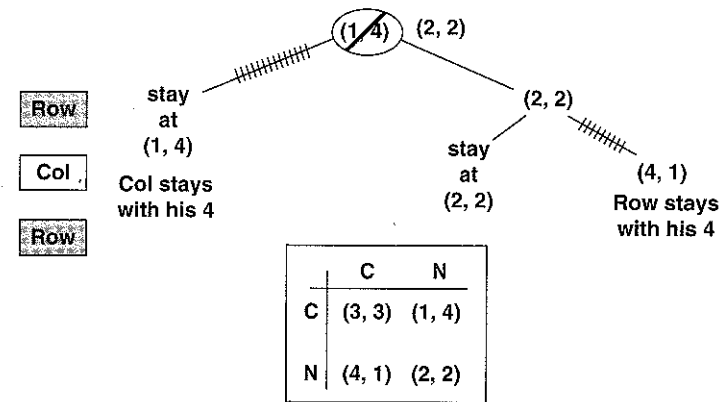 (1, 4) (2, 2)
Row
Col
Row
stay
at
(1, 4)
Col stays
with his 4
(2, 2)
stay
at
(2, 2)
(4, 1)
Row stays
with his 4
C N
C (3, 3) (1, 4)
N (4, 1) (2, 2)